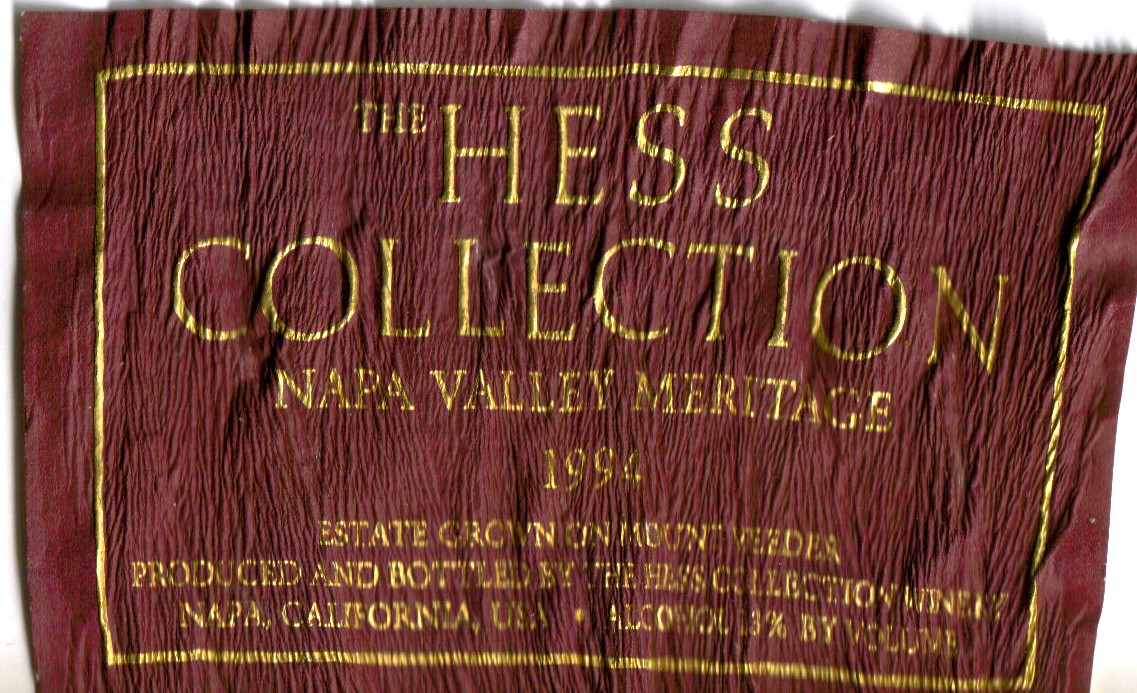 THE HESS
COLLECTION
NAPA VALLEY MERITAGE
1994
ESTATE GROWN ON MOUNT VEEDER
PRODUCED AND BOTTLED BY THE HESS COLLECTION WINERY
NAPA, CALIFORNIA, USA • ALCOHOL BY VOLUME